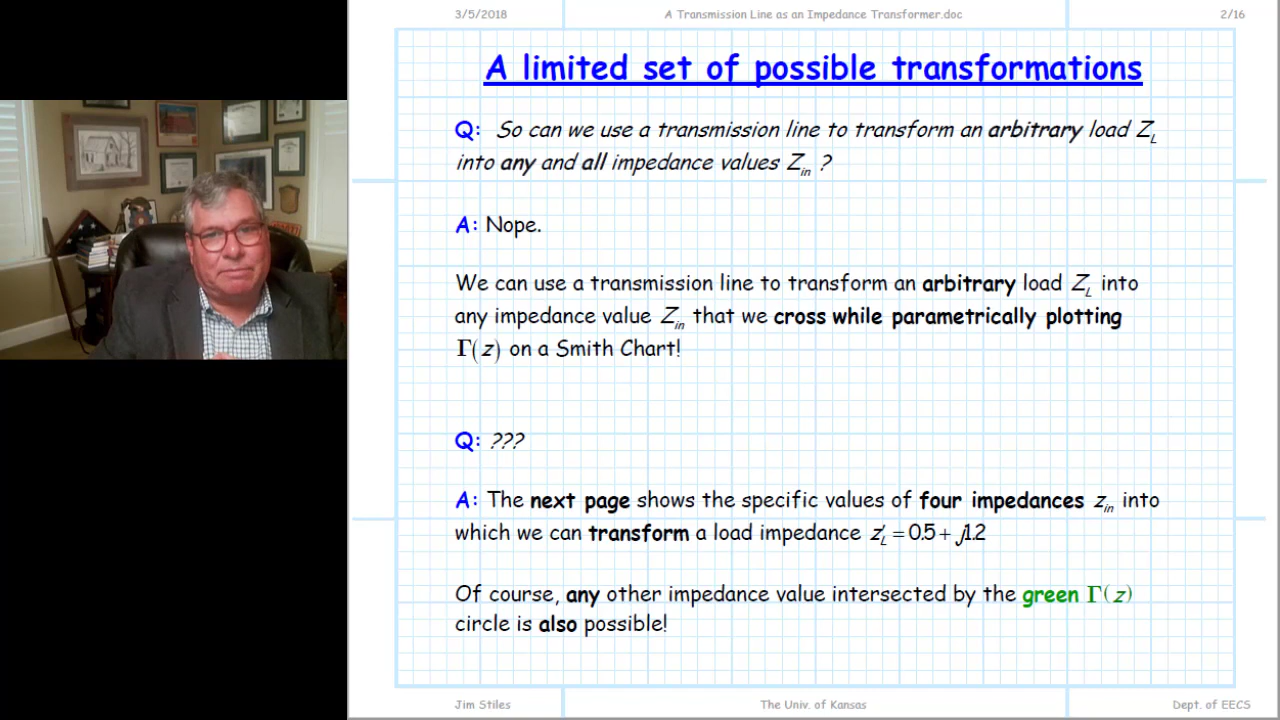 3/5/2018
A Transmission Line as an Impedance Transformer.doc
2/16
A limited set of possible transformations
Q: So can we use a transmission line to transform an arbitrary load Z_L
into any and all impedance values Z_in ?
A: Nope.
We can use a transmission line to transform an arbitrary load Z_L into
any impedance value Z_in that we cross while parametrically plotting
Γ(z) on a Smith Chart!
Q: ???
A: The next page shows the specific values of four impedances z_in into
which we can transform a load impedance z'_L = 0.5 + j1.2
Of course, any other impedance value intersected by the green Γ(z)
circle is also possible!
Jim Stiles
The Univ. of Kansas
Dept. of EECS